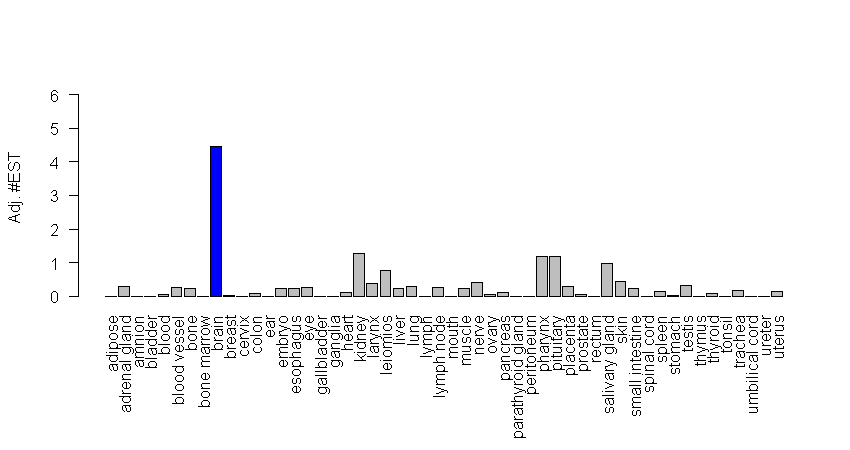 6
5
4
3
2
1
0
Adj. #EST
adipose
adrenal gland
amnion
bladder
blood
blood vessel
bone
bone marrow
brain
breast
cervix
colon
ear
embryo
esophagus
eye
gallbladder
ganglia
heart
kidney
larynx
leiomios
liver
lung
lymph
lymph node
mouth
muscle
nerve
ovary
pancreas
parathyroid gland
peritoneum
pharynx
pituitary
placenta
prostate
rectum
salivary gland
skin
small intestine
spinal cord
spleen
stomach
testis
thymus
thyroid
tonsil
trachea
umbilical cord
ureter
uterus